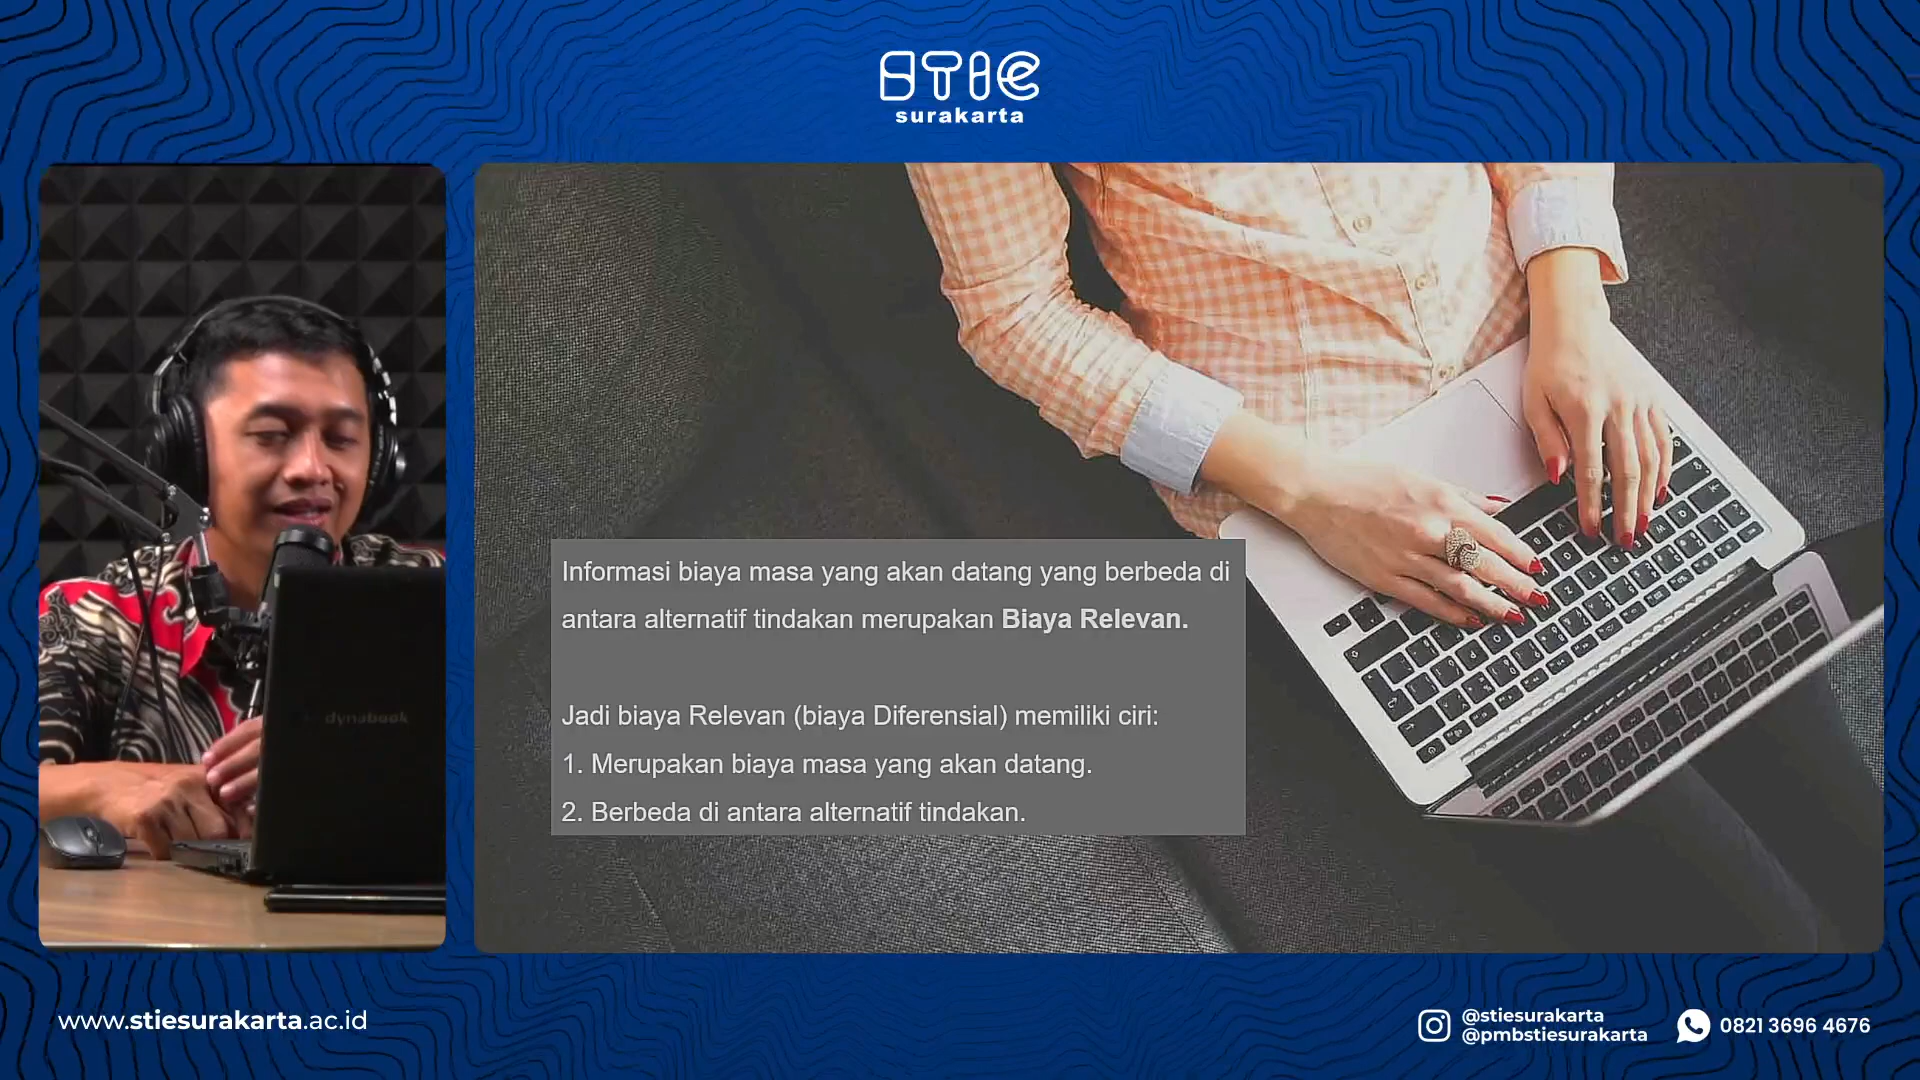 STIE
surakarta
Informasi biaya masa yang akan datang yang berbeda di
antara alternatif tindakan merupakan Biaya Relevan.
Jadi biaya Relevan (biaya Diferensial) memiliki ciri:
1. Merupakan biaya masa yang akan datang.
2. Berbeda di antara alternatif tindakan.
dynabook
www.stiesurakarta.ac.id
@stiesurakarta
@pmbstiesurakarta
0821 3696 4676